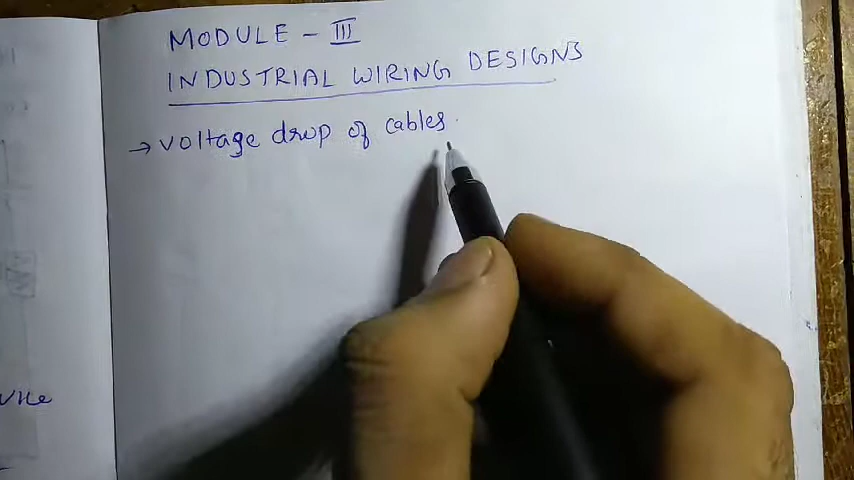 MODULE - III
INDUSTRIAL WIRING DESIGNS
→ voltage drop of cables